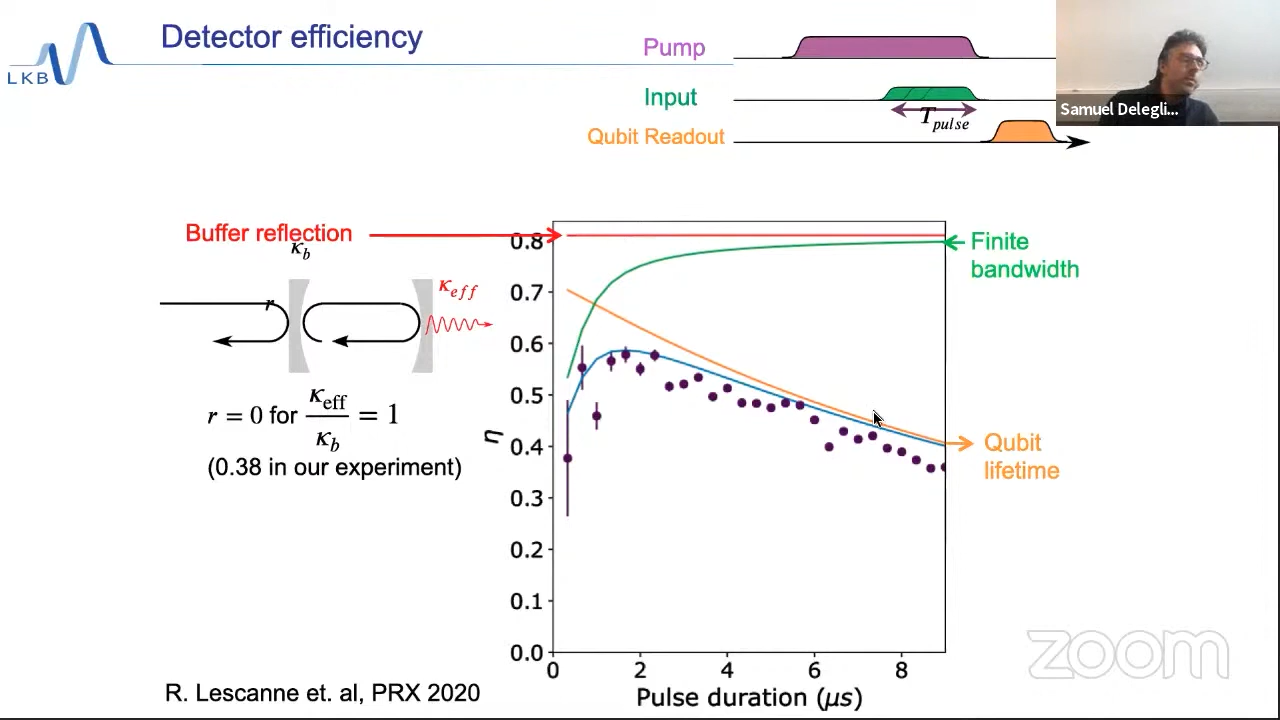 LKB
Detector efficiency
Pump
Input
T_pulse
Qubit Readout
Samuel Delegli...
Buffer reflection
κ_b
r
κ_eff
r = 0 for κ_eff/κ_b = 1
(0.38 in our experiment)
R. Lescanne et. al, PRX 2020
η
0.8
0.7
0.6
0.5
0.4
0.3
0.2
0.1
0.0
0 2 4 6 8
Pulse duration (μs)
Finite
bandwidth
Qubit
lifetime
zoom